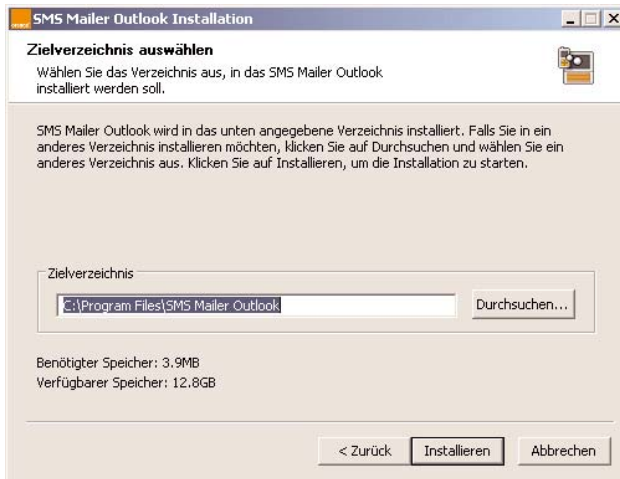 SMS Mailer Outlook Installation
Zielverzeichnis auswählen
Wählen Sie das Verzeichnis aus, in das SMS Mailer Outlook
installiert werden soll.
SMS Mailer Outlook wird in das unten angegebene Verzeichnis installiert. Falls Sie in ein
anderes Verzeichnis installieren möchten, klicken Sie auf Durchsuchen und wählen Sie ein
anderes Verzeichnis aus. Klicken Sie auf Installieren, um die Installation zu starten.
Zielverzeichnis
C:\Program Files\SMS Mailer Outlook
Durchsuchen...
Benötigter Speicher: 3.9MB
Verfügbarer Speicher: 12.8GB
< Zurück
Installieren
Abbrechen